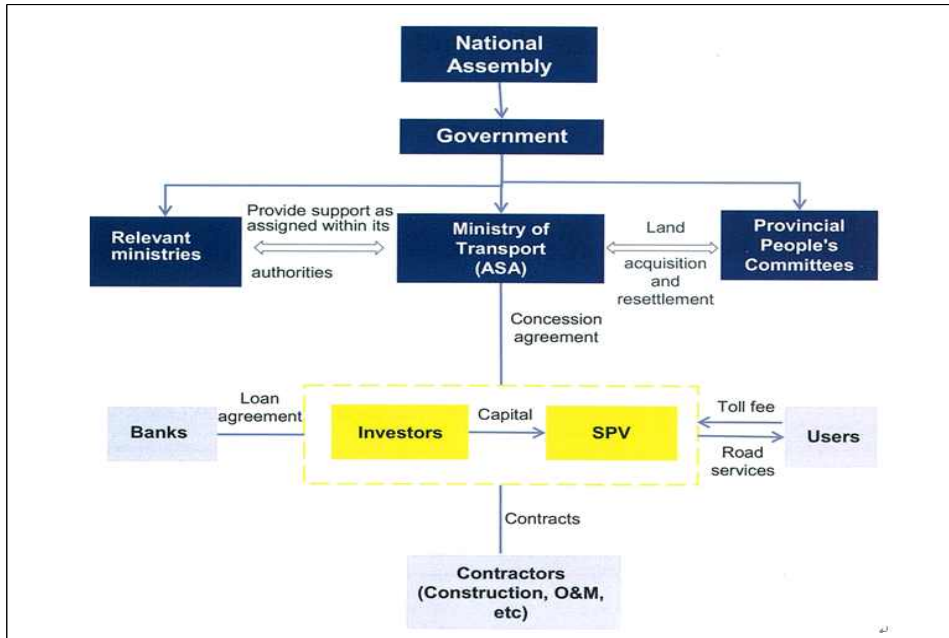 National
Assembly
Government
Relevant
ministries
Provide support as
assigned within its
authorities
Ministry of
Transport
(ASA)
Land
acquisition
and
resettlement
Provincial
People's
Committees
Concession
agreement
Loan
agreement
Banks
Investors
Capital
SPV
Toll fee
Road
services
Users
Contracts
Contractors
(Construction, O&M,
etc)